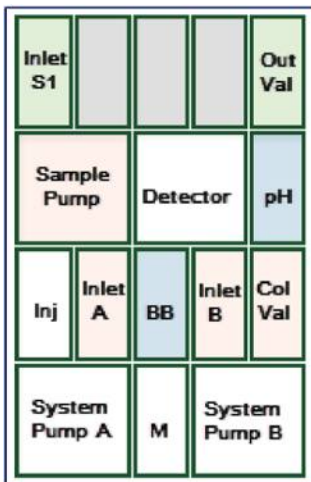 Inlet
S1
Out
Val
Sample
Pump
Detector
pH
Inj
Inlet
A
BB
Inlet
B
Col
Val
System
Pump A
M
System
Pump B